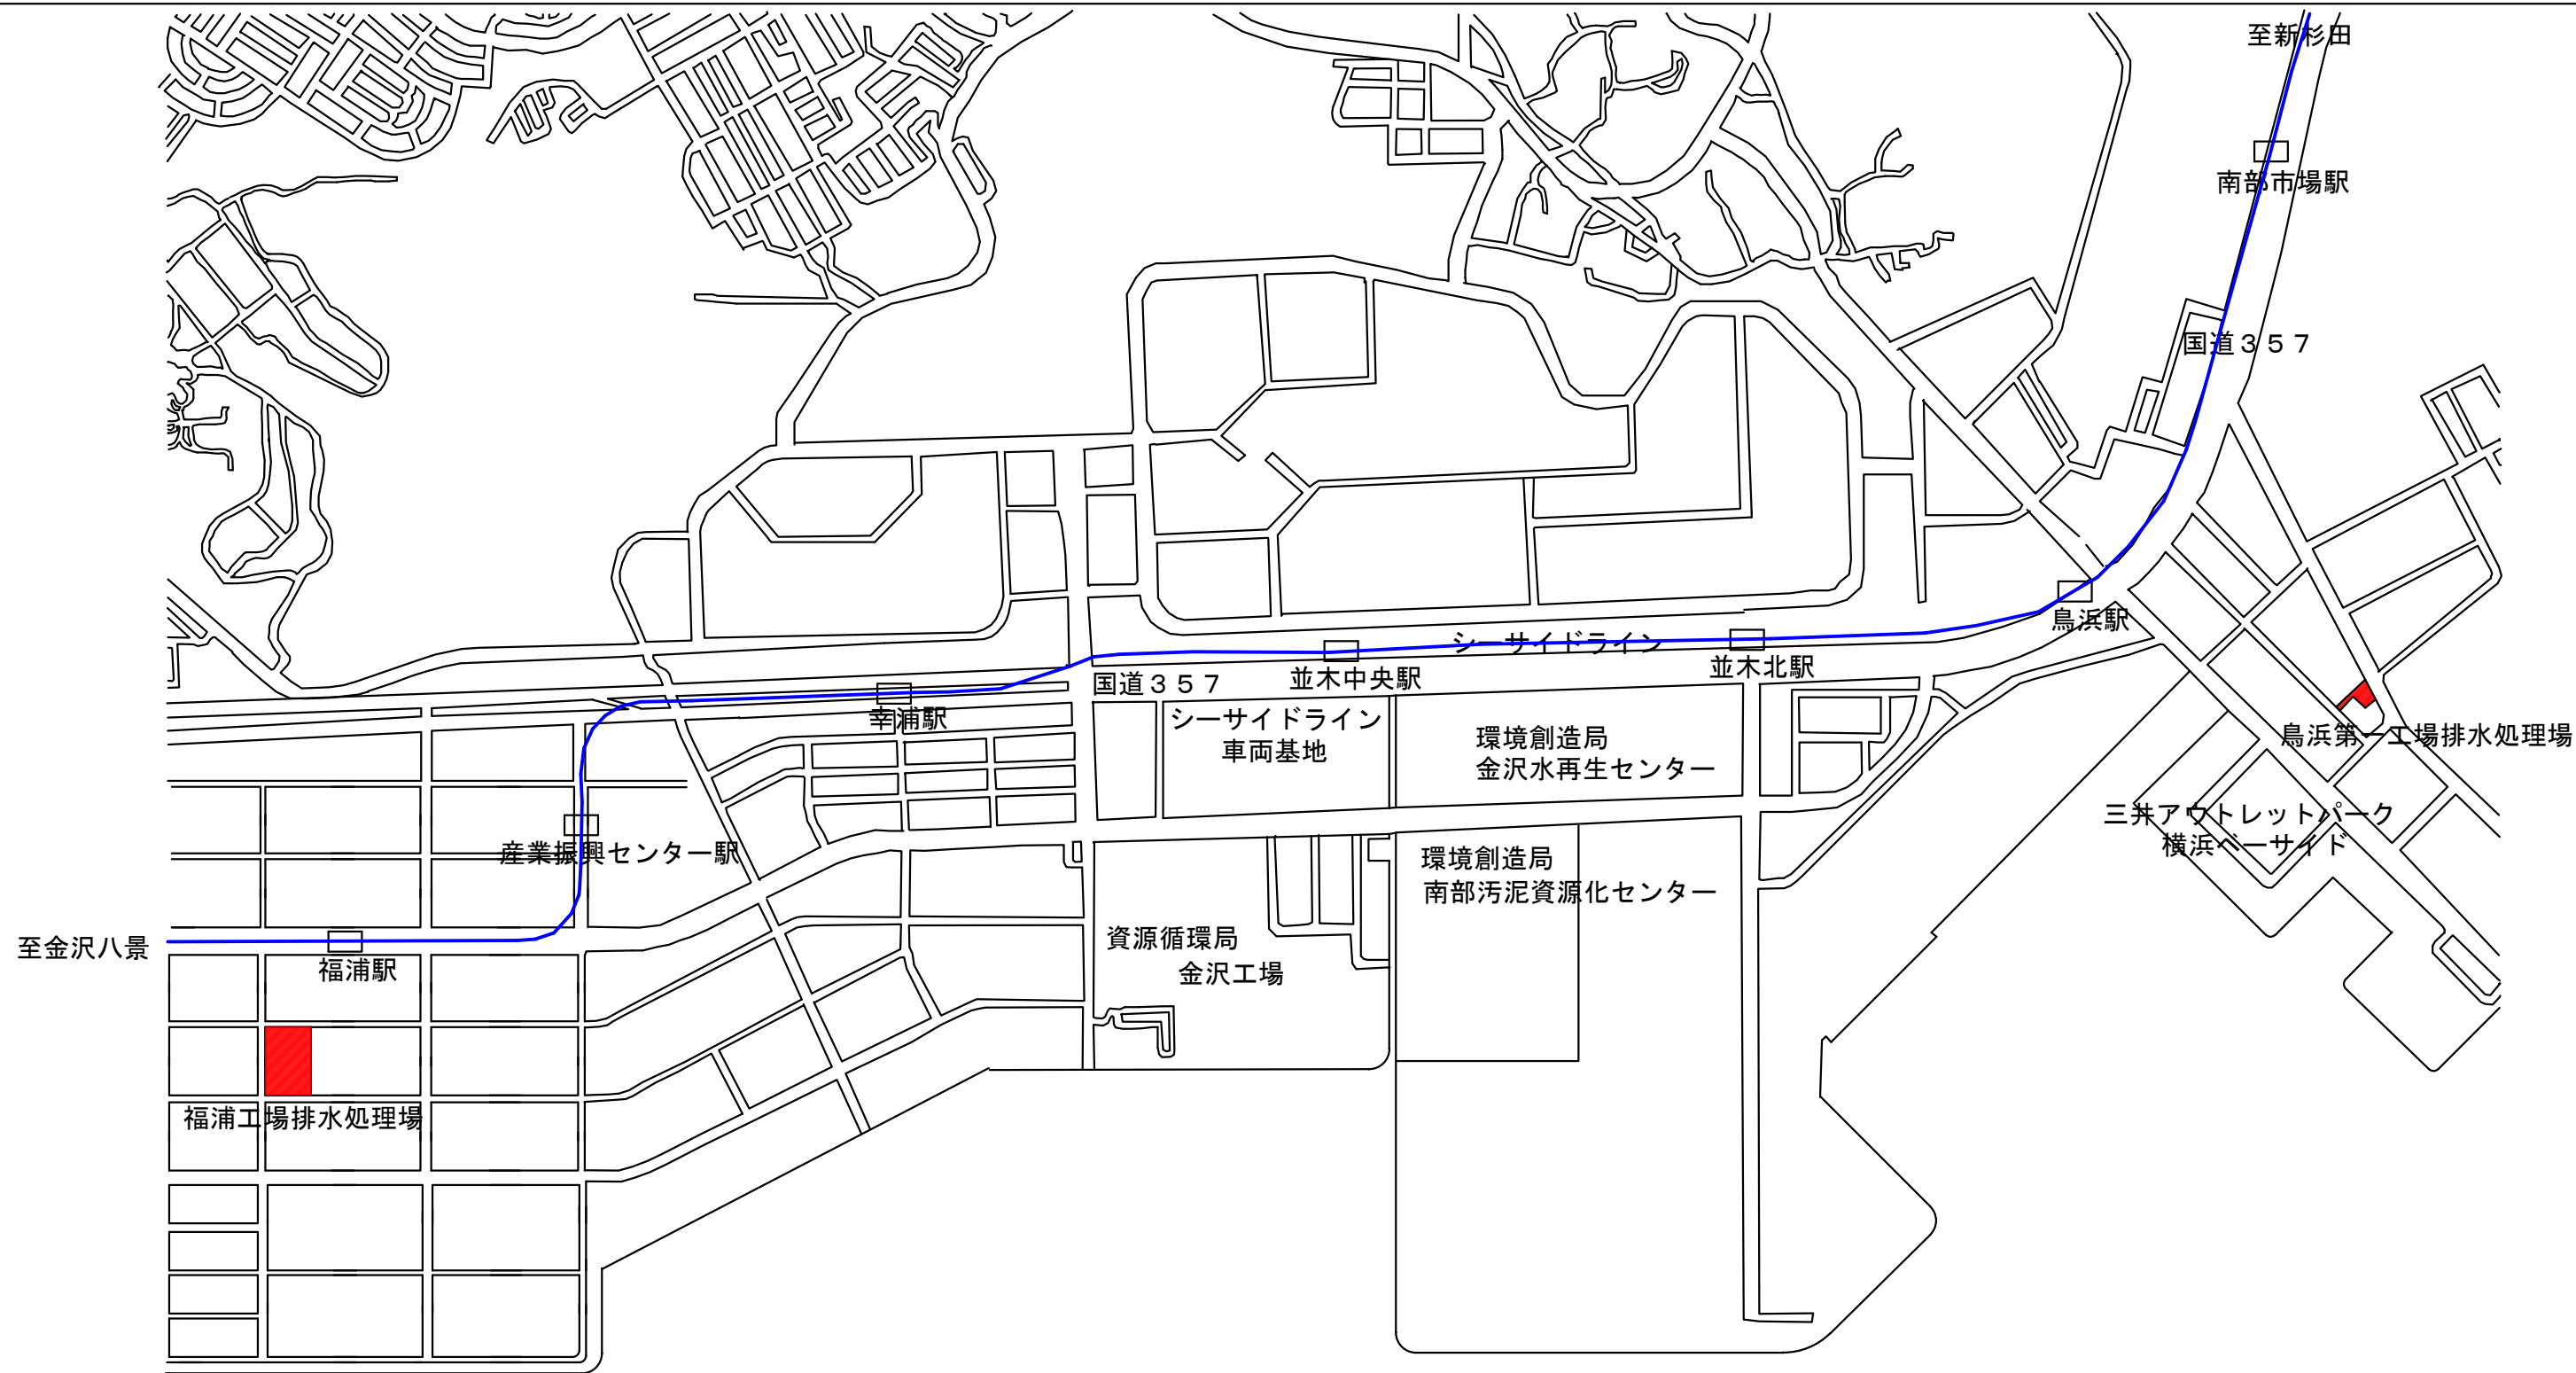 至新杉田
南部市場駅
国道３５７
鳥浜駅
シーサイドライン
並木北駅
並木中央駅
国道３５７
幸浦駅
シーサイドライン
車両基地
環境創造局
金沢水再生センター
鳥浜第一工場排水処理場
三井アウトレットパーク
横浜ベーサイド
産業振興センター駅
環境創造局
南部汚泥資源化センター
資源循環局
金沢工場
至金沢八景
福浦駅
福浦工場排水処理場